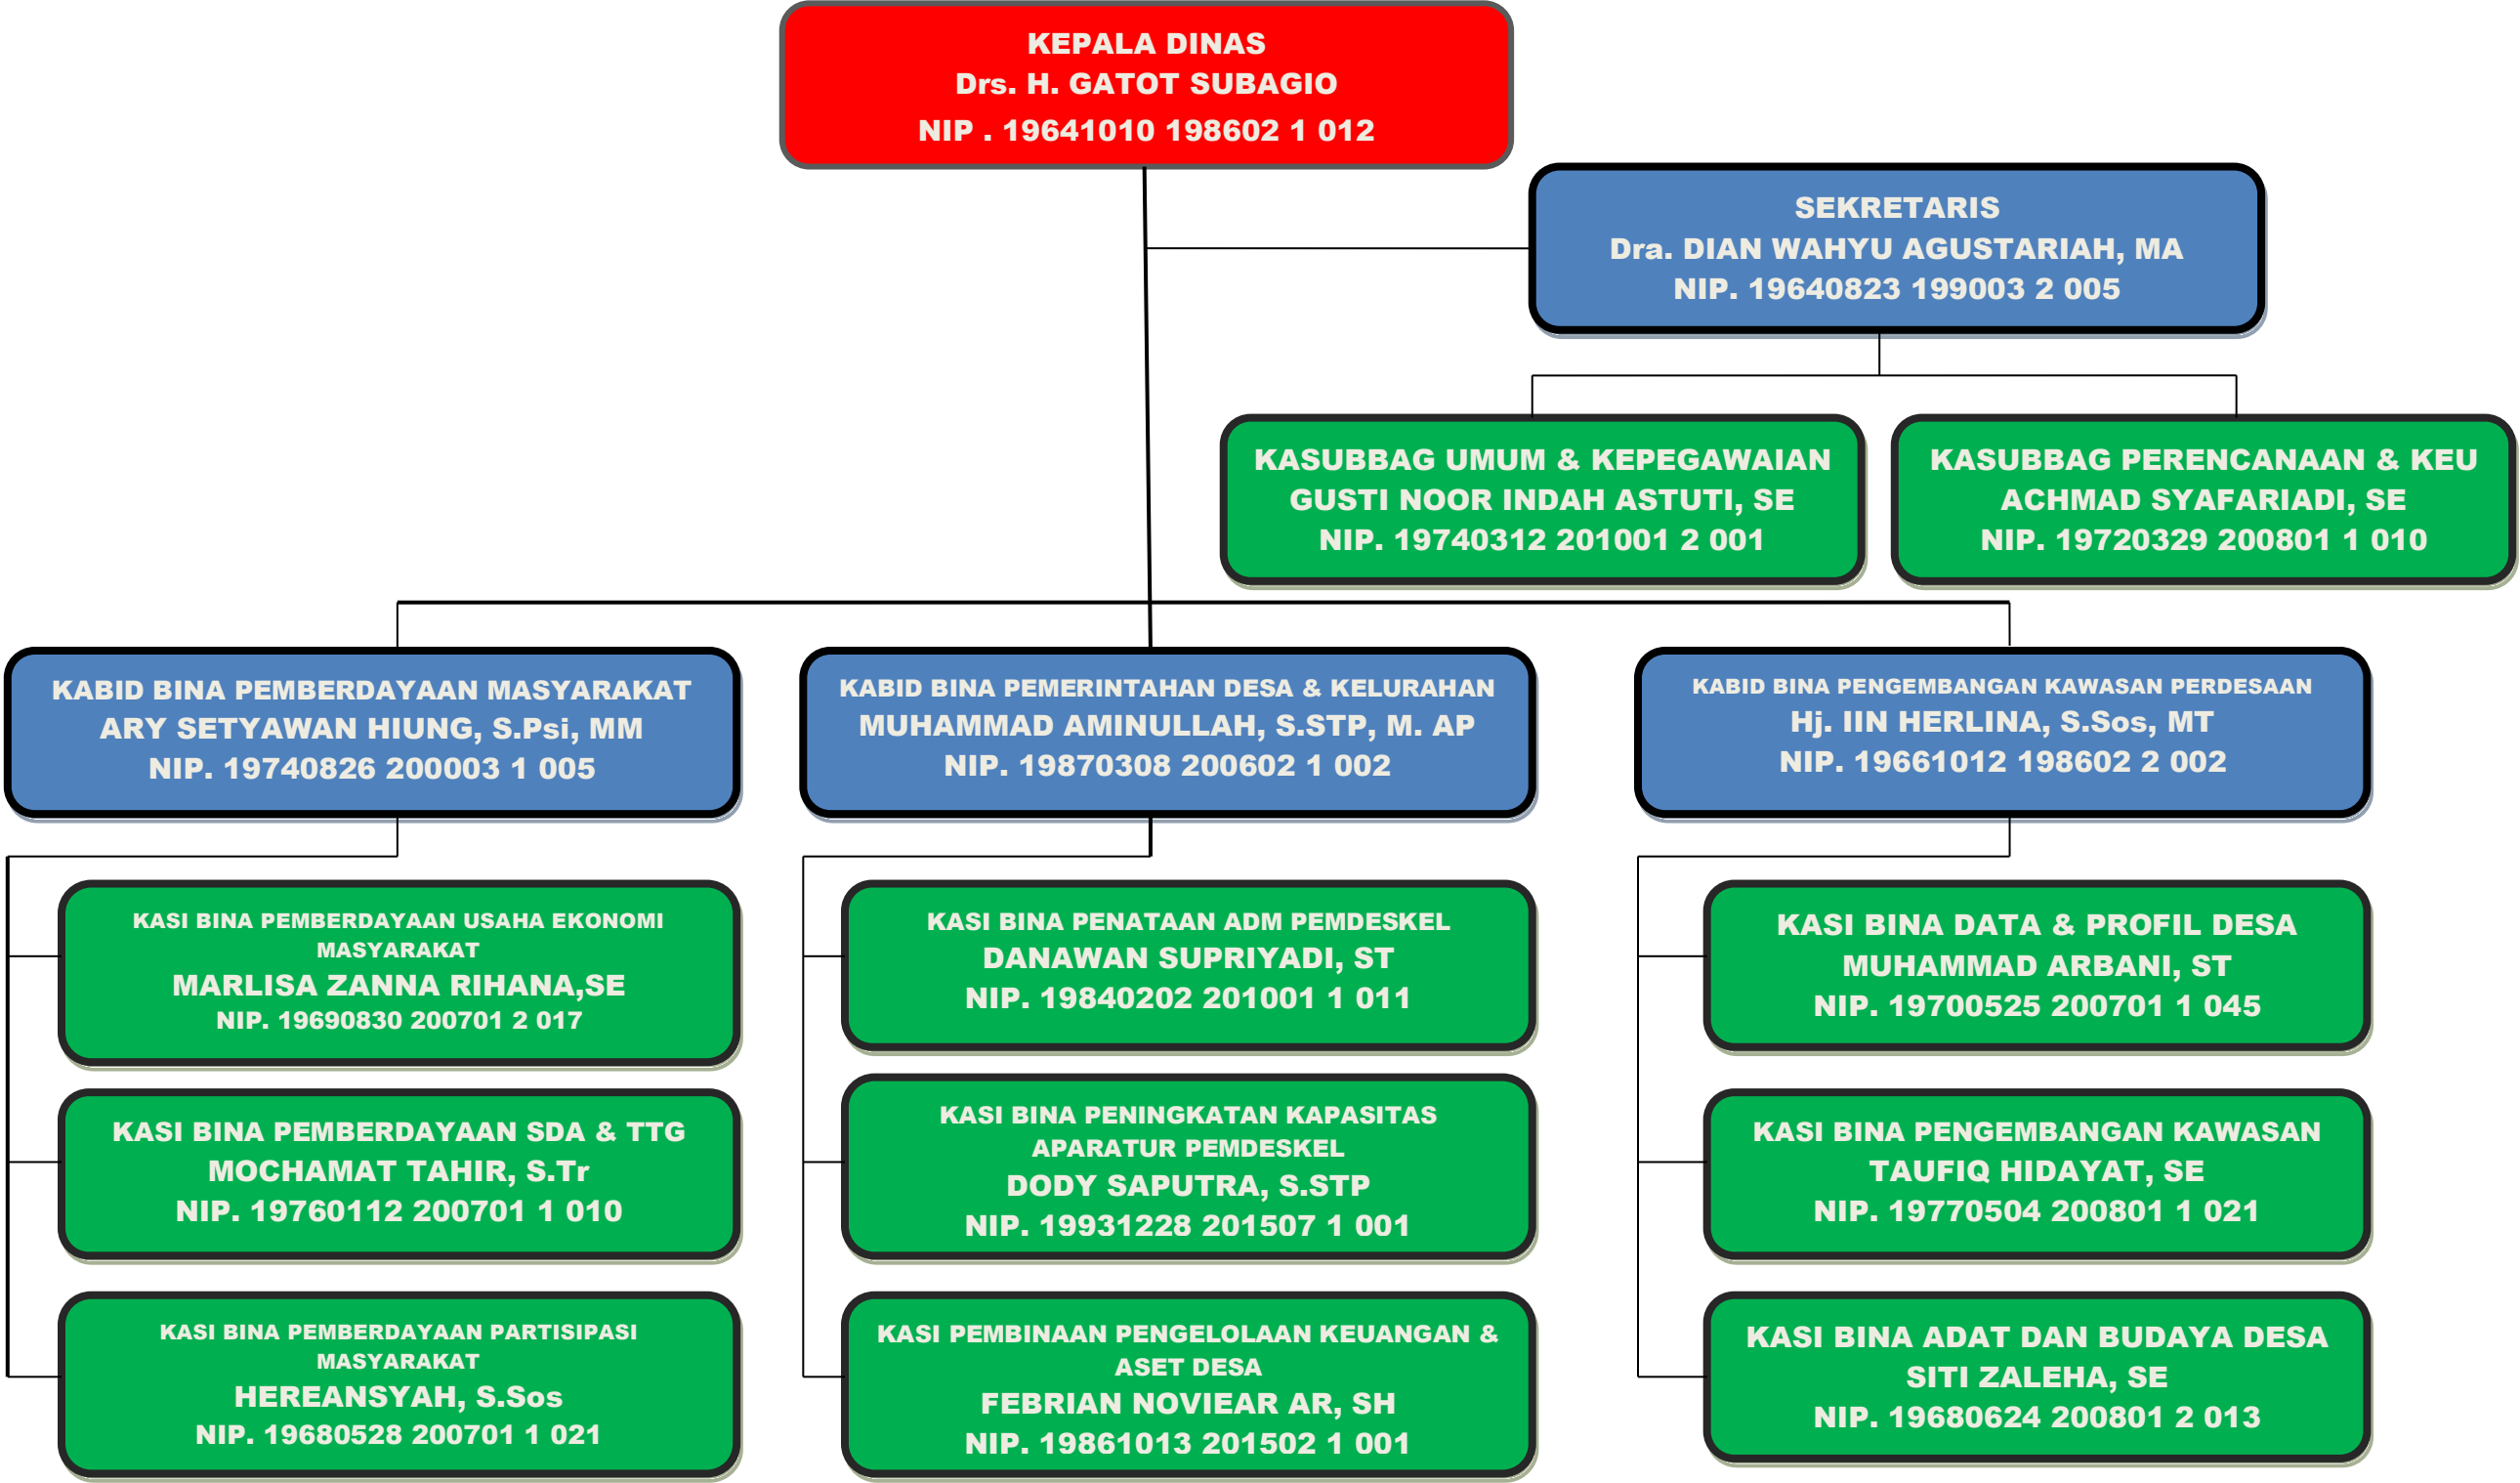 KEPALA DINAS
Drs. H. GATOT SUBAGIO
NIP . 19641010 198602 1 012
SEKRETARIS
Dra. DIAN WAHYU AGUSTARIAH, MA
NIP. 19640823 199003 2 005
KASUBBAG UMUM & KEPEGAWAIAN
GUSTI NOOR INDAH ASTUTI, SE
NIP. 19740312 201001 2 001
KASUBBAG PERENCANAAN & KEU
ACHMAD SYAFARIADI, SE
NIP. 19720329 200801 1 010
KABID BINA PEMBERDAYAAN MASYARAKAT
ARY SETYAWAN HIUNG, S.Psi, MM
NIP. 19740826 200003 1 005
KABID BINA PEMERINTAHAN DESA & KELURAHAN
MUHAMMAD AMINULLAH, S.STP, M. AP
NIP. 19870308 200602 1 002
KABID BINA PENGEMBANGAN KAWASAN PERDESAAN
Hj. IIN HERLINA, S.Sos, MT
NIP. 19661012 198602 2 002
KASI BINA PEMBERDAYAAN USAHA EKONOMI
MASYARAKAT
MARLISA ZANNA RIHANA,SE
NIP. 19690830 200701 2 017
KASI BINA PEMBERDAYAAN SDA & TTG
MOCHAMAT TAHIR, S.Tr
NIP. 19760112 200701 1 010
KASI BINA PEMBERDAYAAN PARTISIPASI
MASYARAKAT
HEREANSYAH, S.Sos
NIP. 19680528 200701 1 021
KASI BINA PENATAAN ADM PEMDESKEL
DANAWAN SUPRIYADI, ST
NIP. 19840202 201001 1 011
KASI BINA PENINGKATAN KAPASITAS
APARATUR PEMDESKEL
DODY SAPUTRA, S.STP
NIP. 19931228 201507 1 001
KASI PEMBINAAN PENGELOLAAN KEUANGAN &
ASET DESA
FEBRIAN NOVIEAR AR, SH
NIP. 19861013 201502 1 001
KASI BINA DATA & PROFIL DESA
MUHAMMAD ARBANI, ST
NIP. 19700525 200701 1 045
KASI BINA PENGEMBANGAN KAWASAN
TAUFIQ HIDAYAT, SE
NIP. 19770504 200801 1 021
KASI BINA ADAT DAN BUDAYA DESA
SITI ZALEHA, SE
NIP. 19680624 200801 2 013